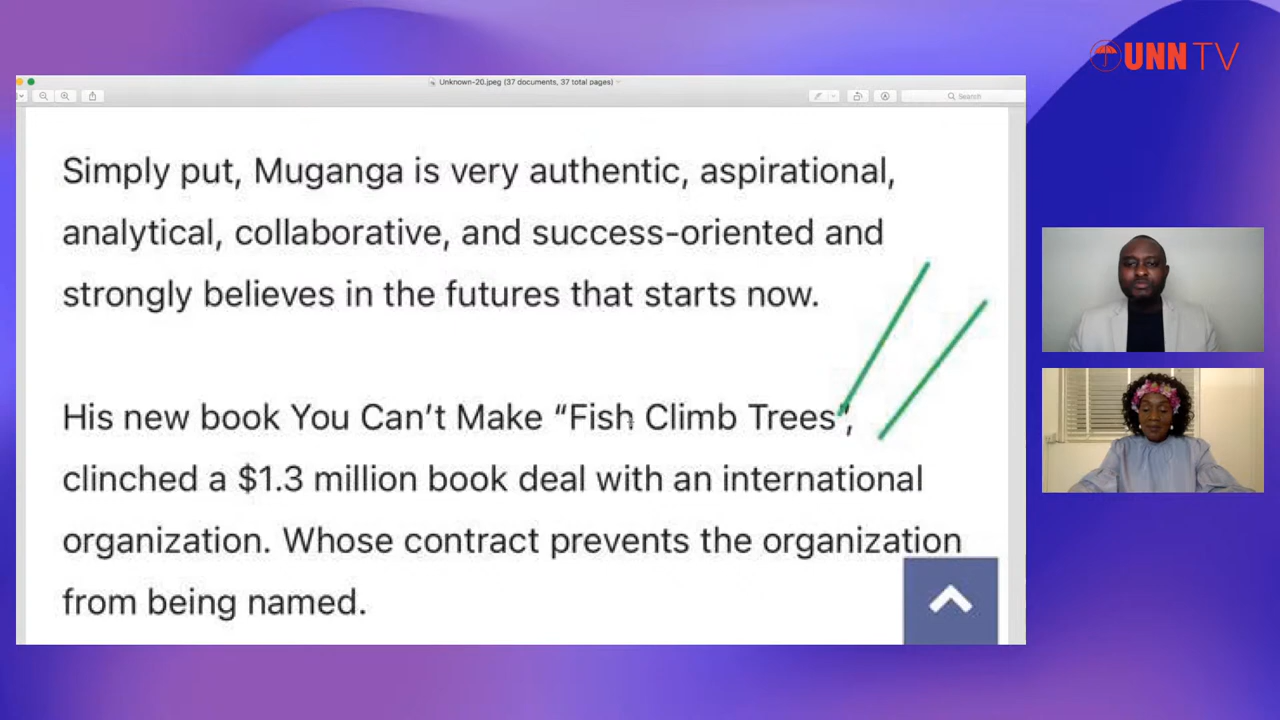 UNN TV
Unknown-20.jpeg (37 documents, 37 total pages)
Search
Simply put, Muganga is very authentic, aspirational,
analytical, collaborative, and success-oriented and
strongly believes in the futures that starts now.
His new book You Can't Make “Fish Climb Trees”,
clinched a $1.3 million book deal with an international
organization. Whose contract prevents the organization
from being named.